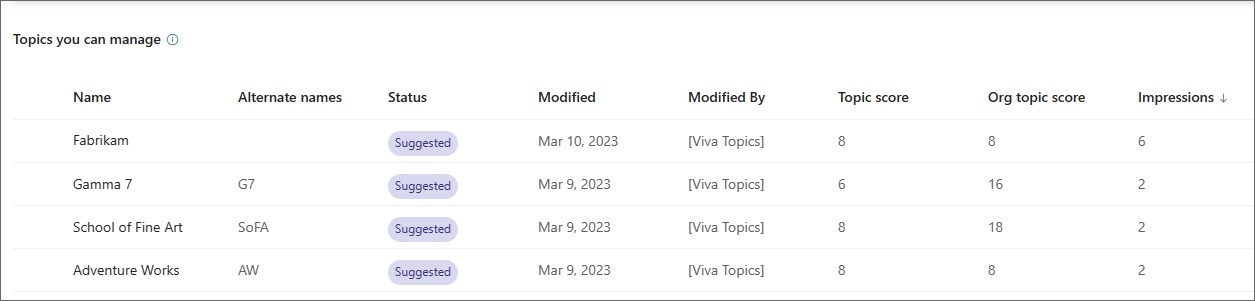 Topics you can manage
Name Alternate names Status Modified Modified By Topic score Org topic score Impressions ↓
Fabrikam Suggested Mar 10, 2023 [Viva Topics] 8 8 6
Gamma 7 G7 Suggested Mar 9, 2023 [Viva Topics] 6 16 2
School of Fine Art SoFA Suggested Mar 9, 2023 [Viva Topics] 8 18 2
Adventure Works AW Suggested Mar 9, 2023 [Viva Topics] 8 8 2